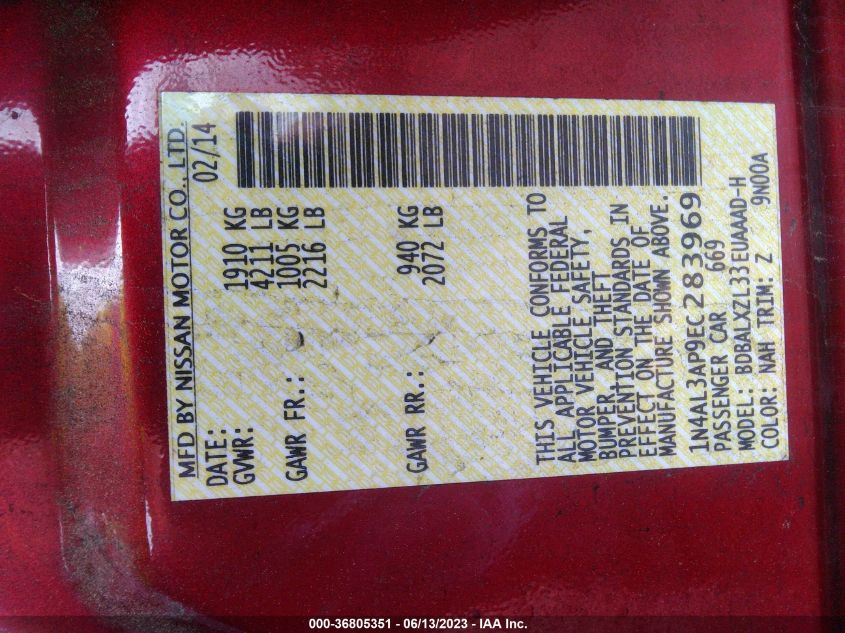 MFD BY NISSAN MOTOR CO., LTD.
DATE: 02/14
GVWR: 1910 KG
4211 LB
GAWR FR.: 1005 KG
2216 LB
GAWR RR.: 940 KG
2072 LB
THIS VEHICLE CONFORMS TO
ALL APPLICABLE FEDERAL
MOTOR VEHICLE SAFETY,
BUMPER, AND THEFT
PREVENTION STANDARDS IN
EFFECT ON THE DATE OF
MANUFACTURE SHOWN ABOVE.
1N4AL3AP9EC283969
PASSENGER CAR 669
MODEL: BDBALXZL33EUAAAD-H
COLOR: NAH TRIM: Z 9N00A
000-36805351 - 06/13/2023 - IAA Inc.